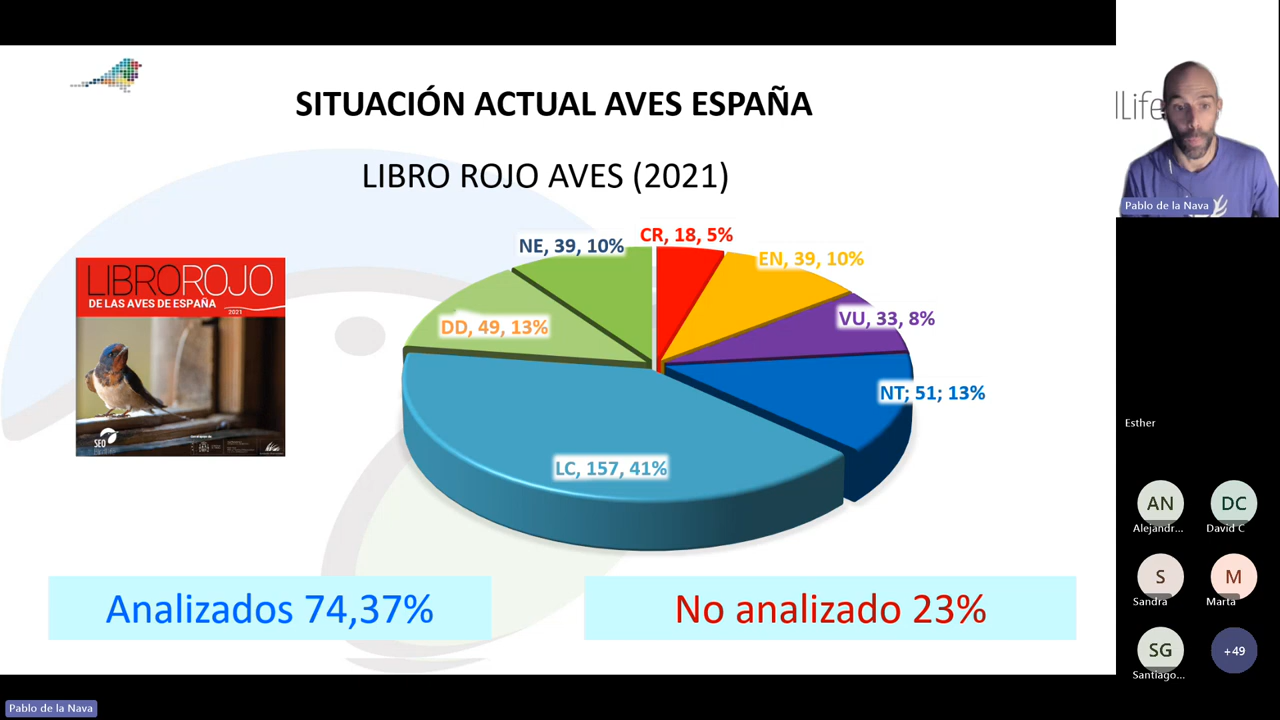 SITUACIÓN ACTUAL AVES ESPAÑA
LIBRO ROJO AVES (2021)
NE, 39, 10%
CR, 18, 5%
EN, 39, 10%
DD, 49, 13%
VU, 33, 8%
NT; 51; 13%
LC, 157, 41%
LIBROROJO
DE LAS AVES DE ESPAÑA
2021
SEO
Analizados 74,37%
No analizado 23%
Life
Pablo de la Nava
Esther
AN
DC
Alejandr...
David C
S
M
Sandra
Marta
SG
+49
Santiago...
Pablo de la Nava